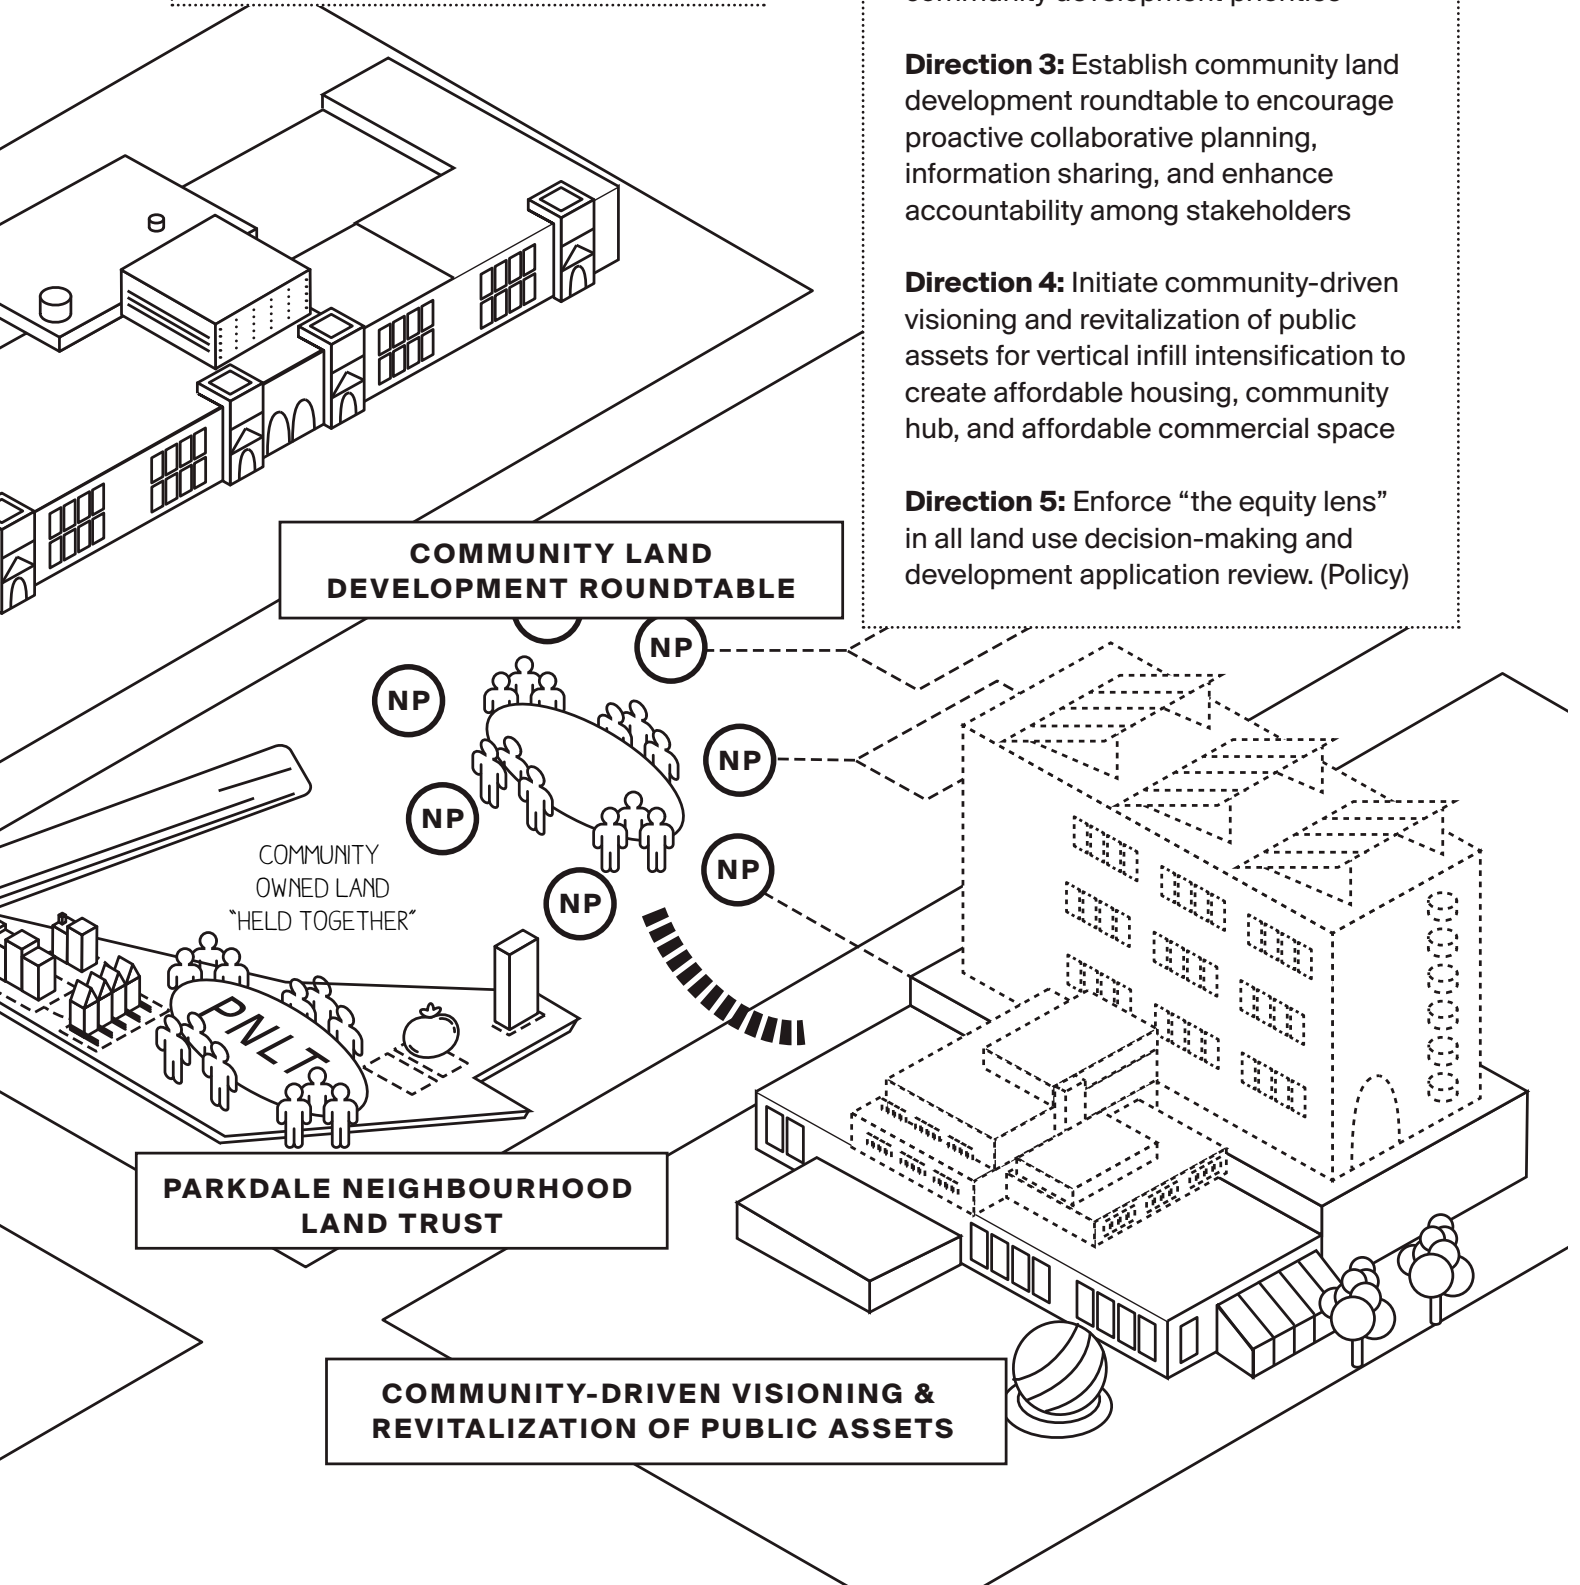 community development priorities
Direction 3: Establish community land
development roundtable to encourage
proactive collaborative planning,
information sharing, and enhance
accountability among stakeholders
Direction 4: Initiate community-driven
visioning and revitalization of public
assets for vertical infill intensification to
create affordable housing, community
hub, and affordable commercial space
Direction 5: Enforce “the equity lens”
in all land use decision-making and
development application review. (Policy)
COMMUNITY LAND
DEVELOPMENT ROUNDTABLE
NP
NP
NP
NP
NP
NP
COMMUNITY
OWNED LAND
“HELD TOGETHER”
PNLT
PARKDALE NEIGHBOURHOOD
LAND TRUST
COMMUNITY-DRIVEN VISIONING &
REVITALIZATION OF PUBLIC ASSETS